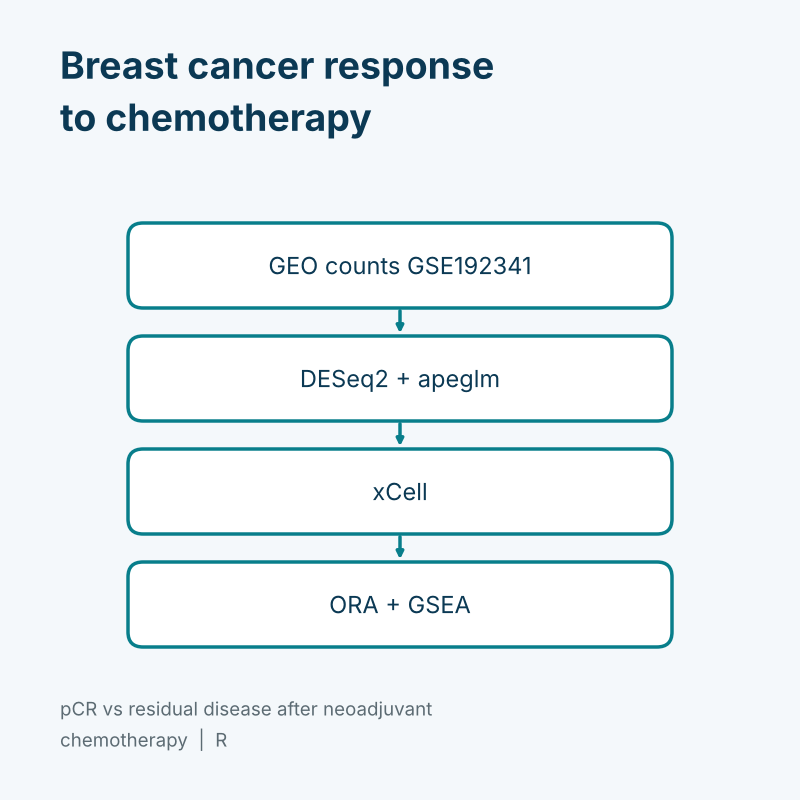 Breast cancer response
to chemotherapy
GEO counts GSE192341
DESeq2 + apeglm
xCell
ORA + GSEA
pCR vs residual disease after neoadjuvant
chemotherapy | R